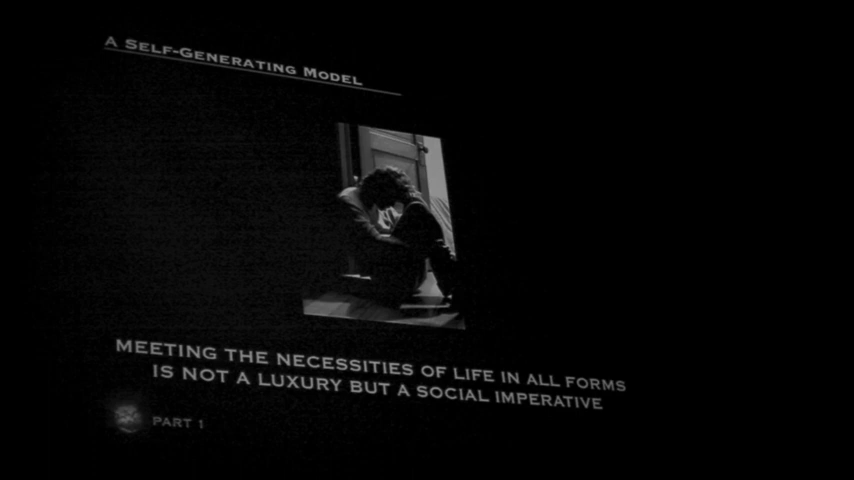 A SELF-GENERATING MODEL
MEETING THE NECESSITIES OF LIFE IN ALL FORMS
IS NOT A LUXURY BUT A SOCIAL IMPERATIVE
PART 1